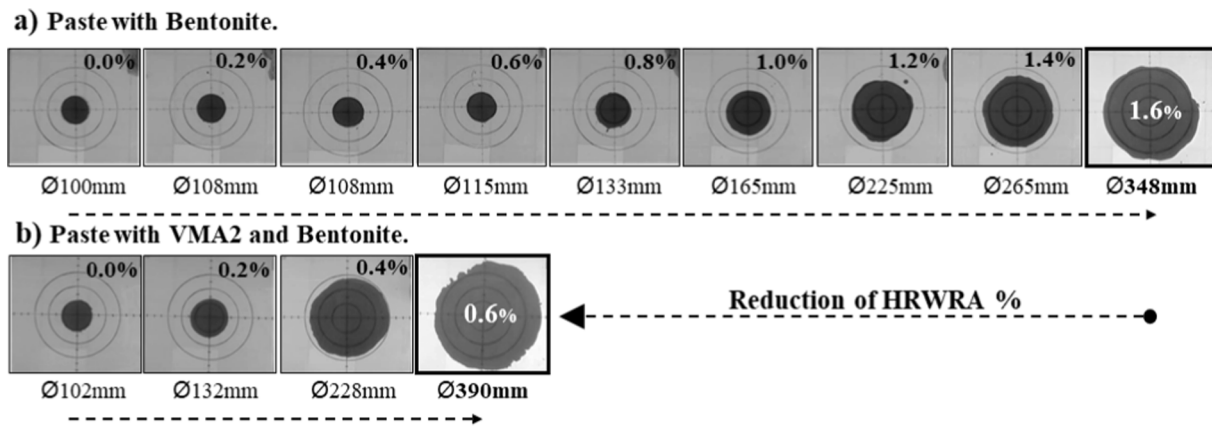 a) Paste with Bentonite.
0.0% 0.2% 0.4% 0.6% 0.8% 1.0% 1.2% 1.4% 1.6%
Ø100mm Ø108mm Ø108mm Ø115mm Ø133mm Ø165mm Ø225mm Ø265mm Ø348mm
b) Paste with VMA2 and Bentonite.
0.0% 0.2% 0.4% 0.6%
Reduction of HRWRA %
Ø102mm Ø132mm Ø228mm Ø390mm